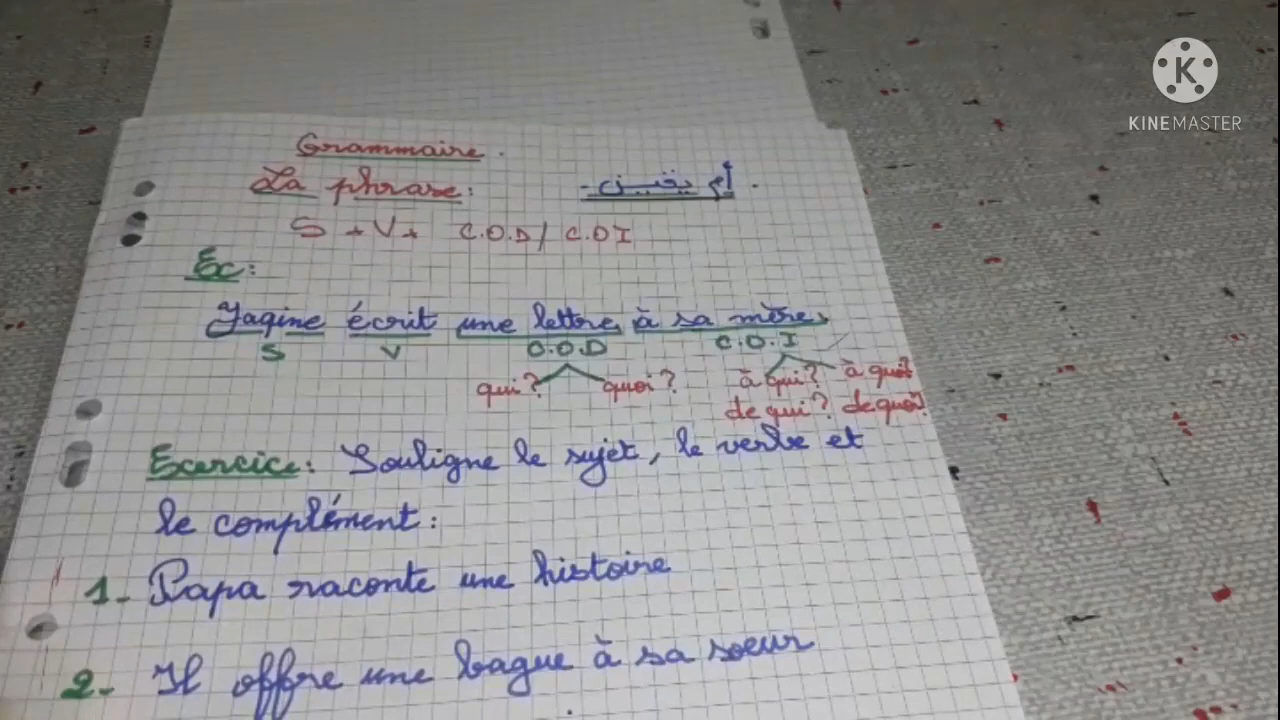 Grammaire.
La phrase:
- أم يقين.
S + V + C.O.D / C.O.I
Ex:
Yaqine écrit une lettre à sa mère.
S V C.O.D C.O.I
qui? quoi? à qui? à quoi?
de qui? de quoi?
Exercice: Souligne le sujet, le verbe et
le complément:
1- Papa raconte une histoire
2- Il offre une bague à sa soeur
KINEMASTER